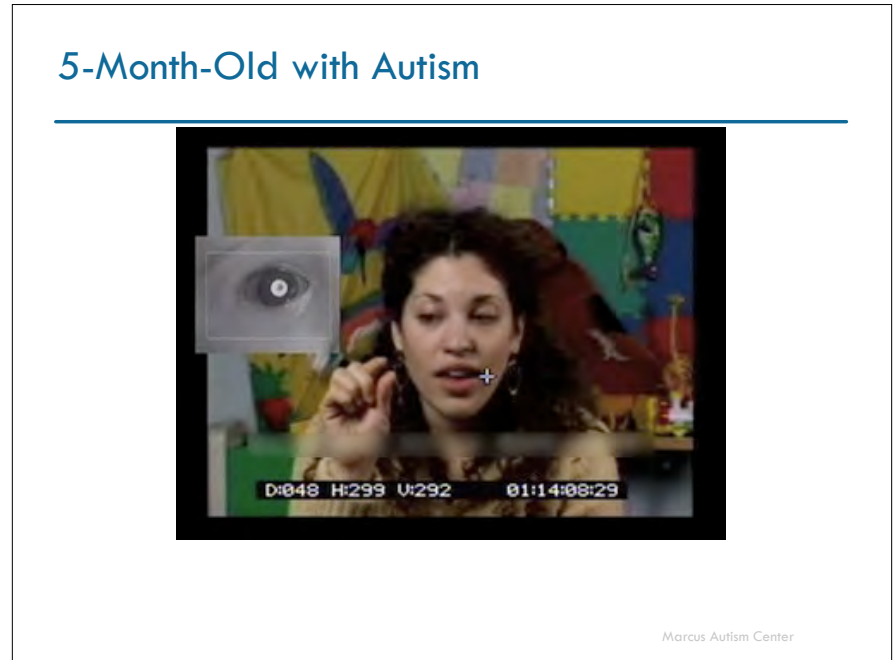 5-Month-Old with Autism
D:048 H:299 V:292 01:14:08:29
Marcus Autism Center